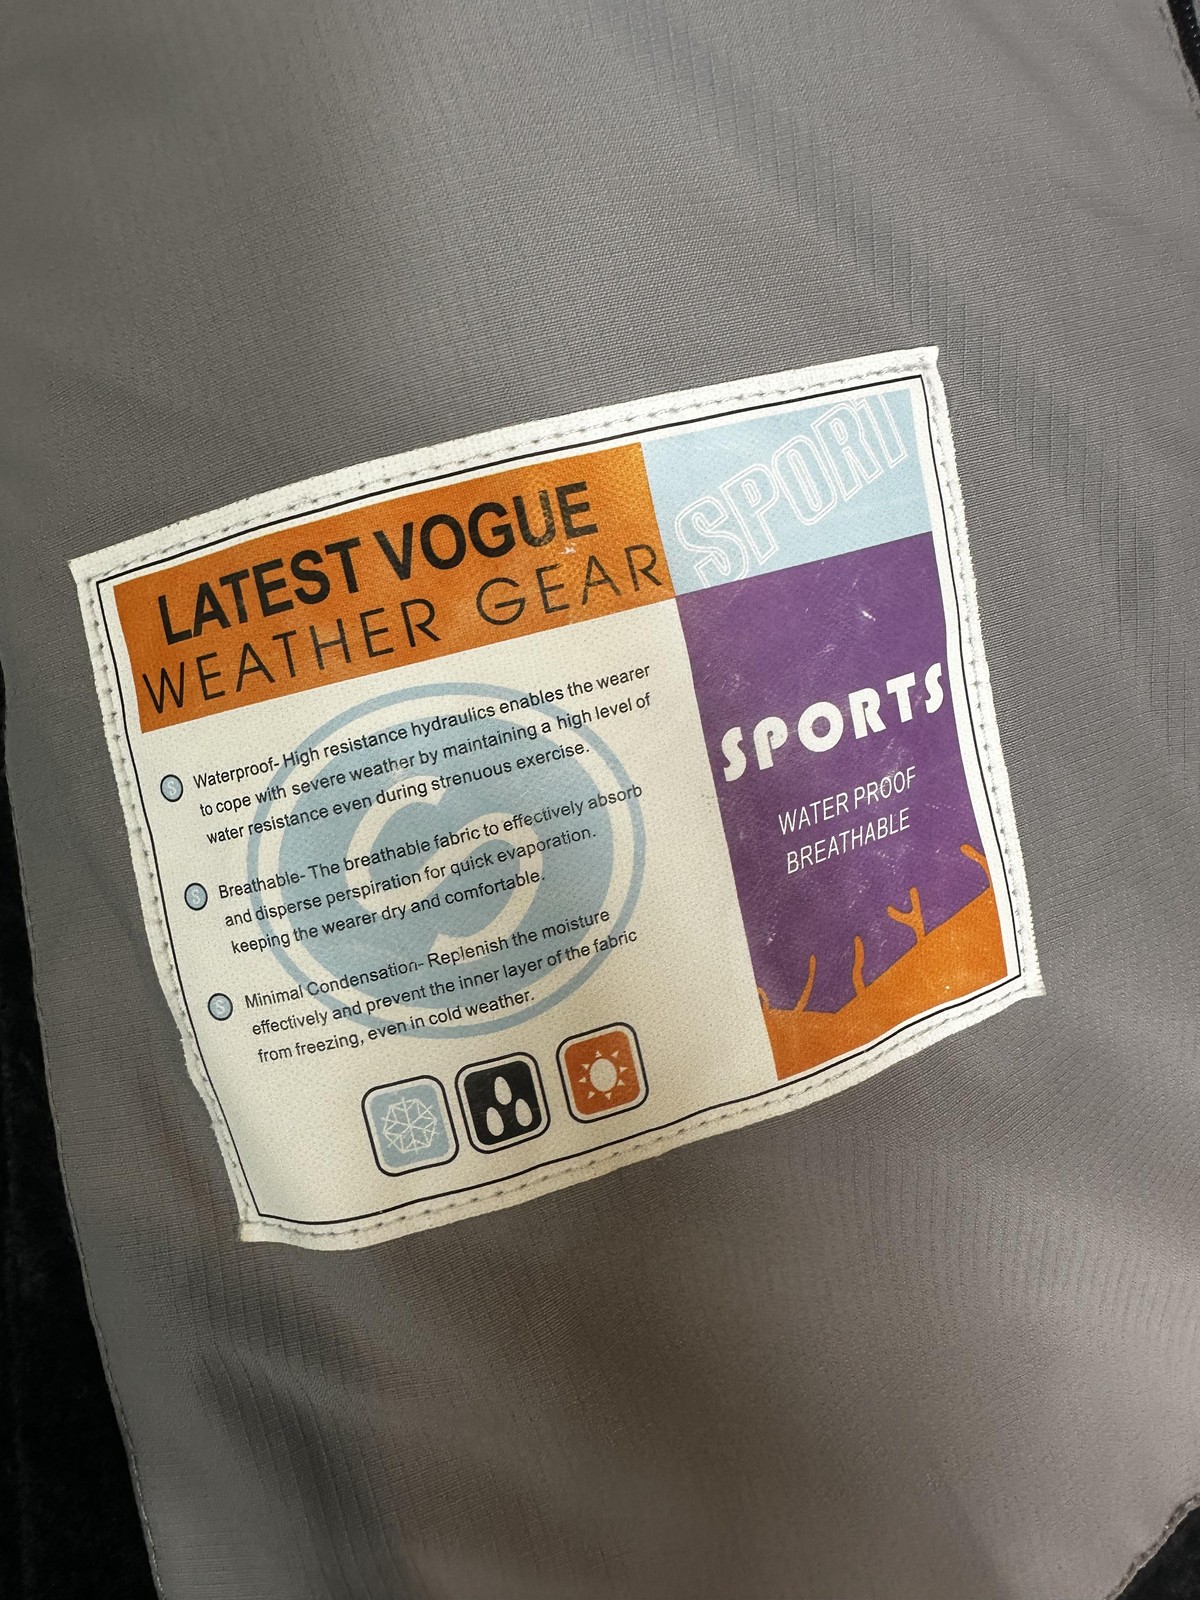 LATEST VOGUE
WEATHER GEAR
SPORT
Waterproof- High resistance hydraulics enables the wearer
to cope with severe weather by maintaining a high level of
water resistance even during strenuous exercise.
Breathable- The breathable fabric to effectively absorb
and disperse perspiration for quick evaporation.
keeping the wearer dry and comfortable.
Minimal Condensation- Replenish the moisture
effectively and prevent the inner layer of the fabric
from freezing, even in cold weather.
SPORTS
WATER PROOF
BREATHABLE